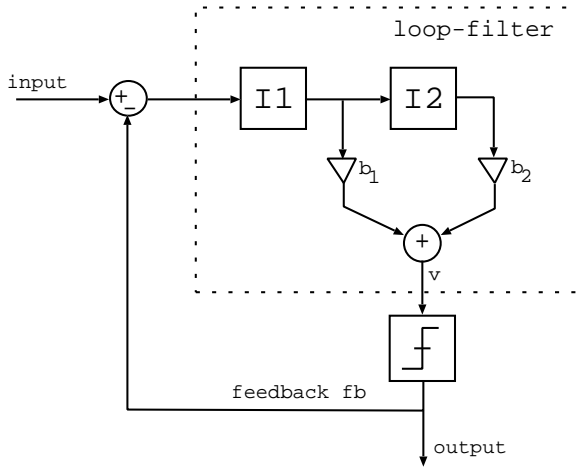 loop-filter
input
+
−
I1
I2
b1
b2
+
v
feedback fb
output